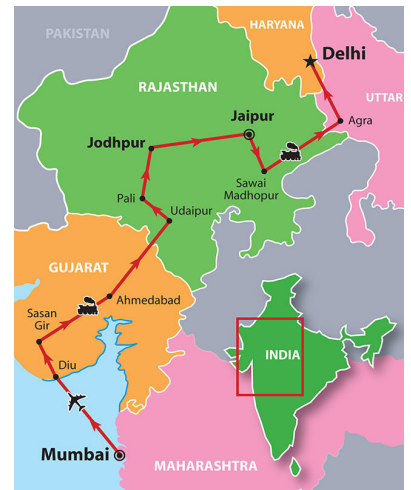 PAKISTAN
HARYANA
Delhi
RAJASTHAN
UTTAR
Jaipur
Agra
Jodhpur
Sawai
Madhopur
Pali
Udaipur
GUJARAT
Ahmedabad
Sasan
Gir
Diu
INDIA
Mumbai
MAHARASHTRA